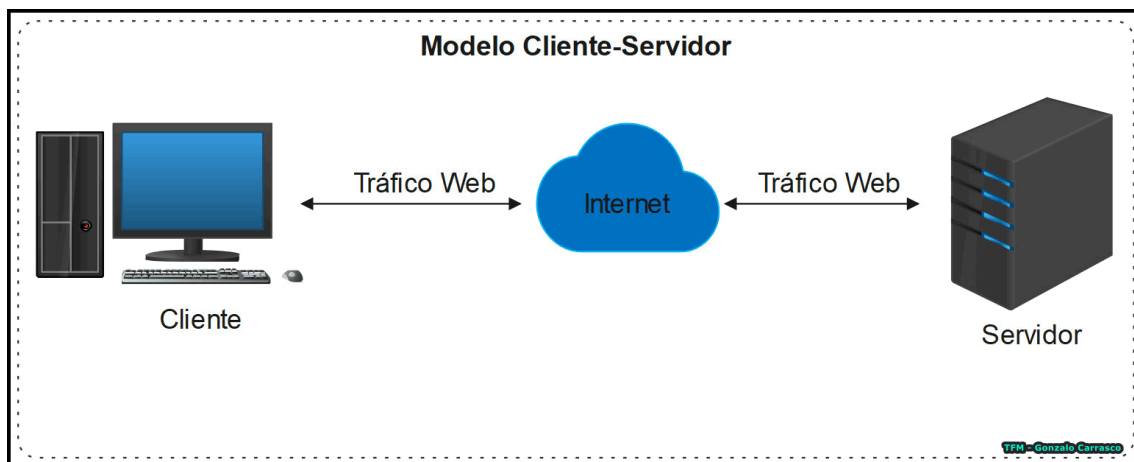 Modelo Cliente-Servidor
Tráfico Web
Internet
Tráfico Web
Cliente
Servidor
TFM - Gonzalo Carrasco